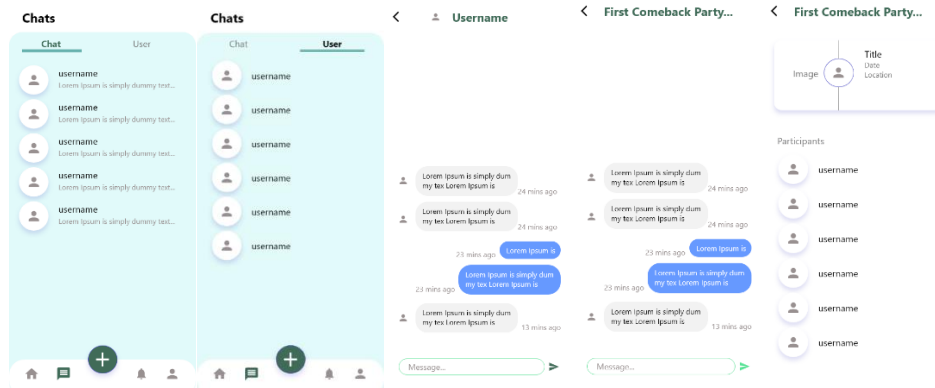 Chats
Chat User
username
Lorem Ipsum is simply dummy text...
username
Lorem Ipsum is simply dummy text...
username
Lorem Ipsum is simply dummy text...
username
Lorem Ipsum is simply dummy text...
username
Lorem Ipsum is simply dummy text...
Chats
Chat User
username
username
username
username
username
username
Username
Lorem Ipsum is simply dum
my tex Lorem Ipsum is
24 mins ago
Lorem Ipsum is simply dum
my tex Lorem Ipsum is
24 mins ago
Lorem Ipsum is
23 mins ago
Lorem Ipsum is simply dum
my tex Lorem Ipsum is
23 mins ago
Lorem Ipsum is simply dum
my tex Lorem Ipsum is
13 mins ago
Message...
First Comeback Party...
Lorem Ipsum is simply dum
my tex Lorem Ipsum is
24 mins ago
Lorem Ipsum is simply dum
my tex Lorem Ipsum is
24 mins ago
Lorem Ipsum is
23 mins ago
Lorem Ipsum is simply dum
my tex Lorem Ipsum is
23 mins ago
Lorem Ipsum is simply dum
my tex Lorem Ipsum is
13 mins ago
Message...
First Comeback Party...
Image
Title
Date
Location
Participants
username
username
username
username
username
username